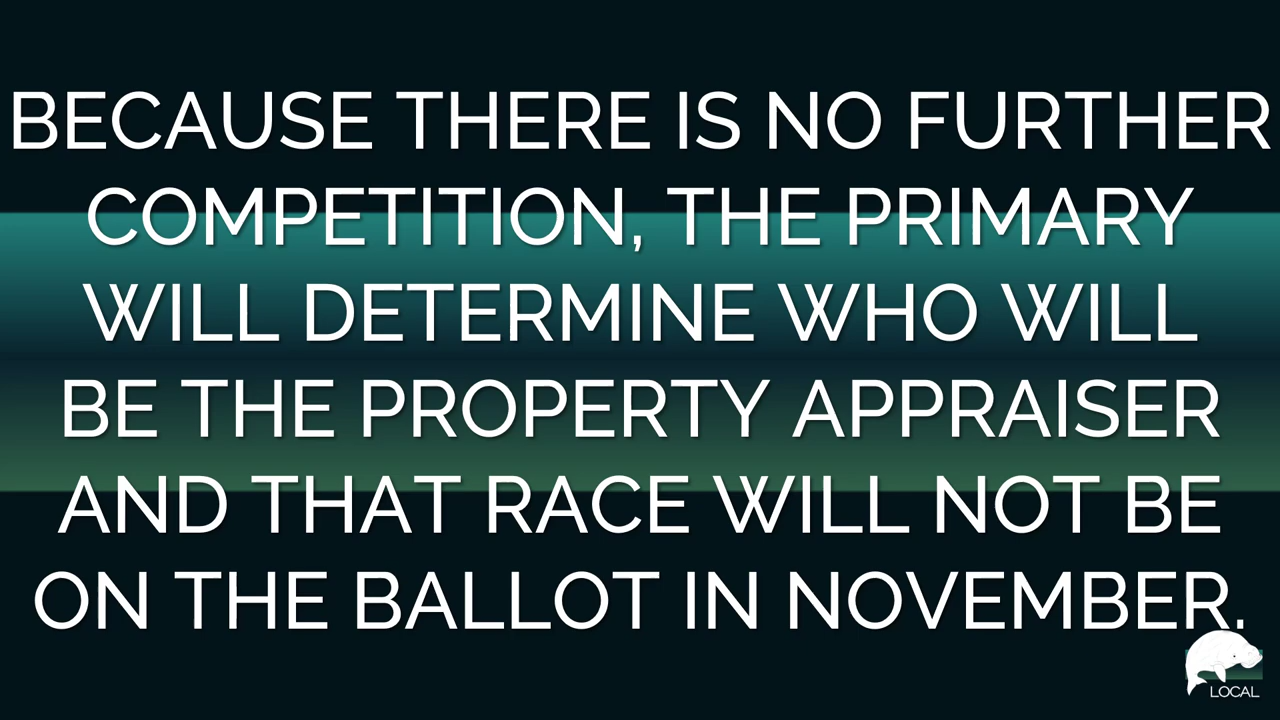 BECAUSE THERE IS NO FURTHER
COMPETITION, THE PRIMARY
WILL DETERMINE WHO WILL
BE THE PROPERTY APPRAISER
AND THAT RACE WILL NOT BE
ON THE BALLOT IN NOVEMBER.
LOCAL